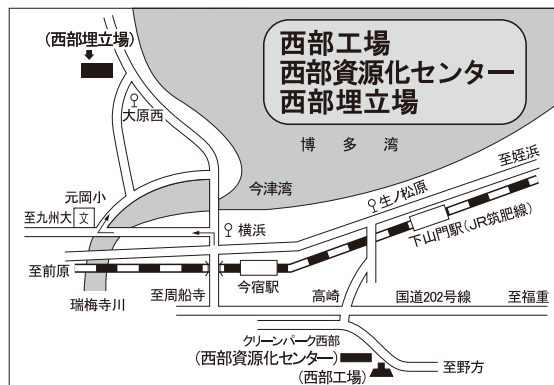 (西部埋立場)
西部工場
西部資源化センター
西部埋立場
大原西
博多湾
至姪浜
元岡小
今津湾
生ノ松原
至九州大
文
横浜
下山門駅(JR筑肥線)
至前原
瑞梅寺川
至周船寺
今宿駅
高崎
国道202号線
至福重
クリーンパーク西部
(西部資源化センター)
(西部工場)
至野方